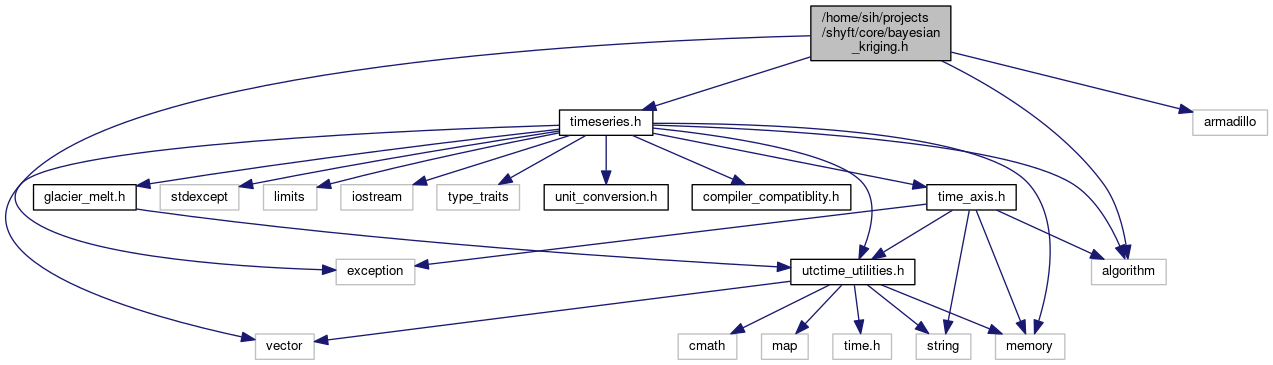 /home/sih/projects
/shyft/core/bayesian
_kriging.h
timeseries.h
armadillo
glacier_melt.h
stdexcept
limits
iostream
type_traits
unit_conversion.h
compiler_compatiblity.h
time_axis.h
exception
utctime_utilities.h
algorithm
vector
cmath
map
time.h
string
memory